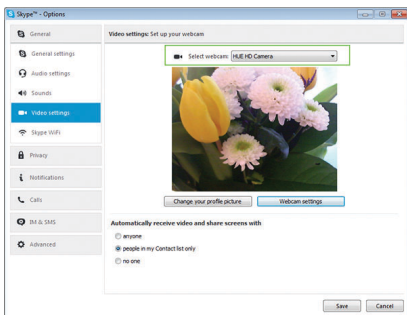 Skype™ - Options
General
General settings
Audio settings
Sounds
Video settings
Skype WiFi
Privacy
Notifications
Calls
IM & SMS
Advanced
Video settings: Set up your webcam
Select webcam: HUE HD Camera
Change your profile picture
Webcam settings
Automatically receive video and share screens with
anyone
people in my Contact list only
no one
Save
Cancel